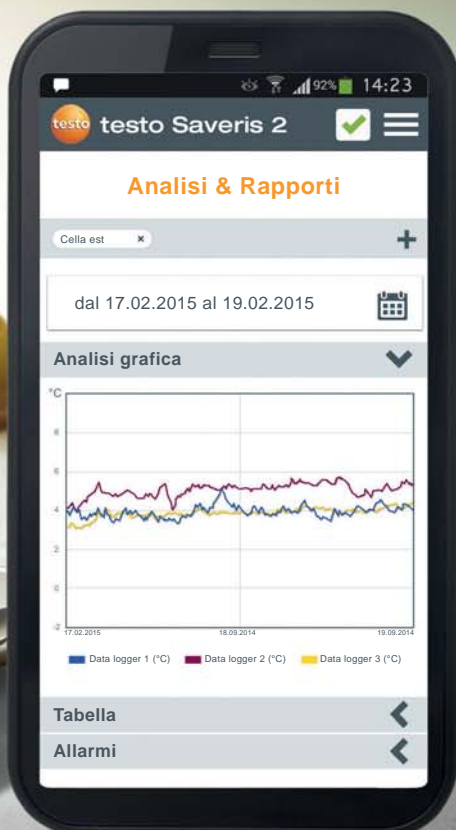 92% 14:23
testo testo Saveris 2
Analisi & Rapporti
Cella est ×
dal 17.02.2015 al 19.02.2015
Analisi grafica
°C
8
6
4
2
0
-2
17.02.2015 18.09.2014 19.09.2014
Data logger 1 (°C) Data logger 2 (°C) Data logger 3 (°C)
Tabella
Allarmi